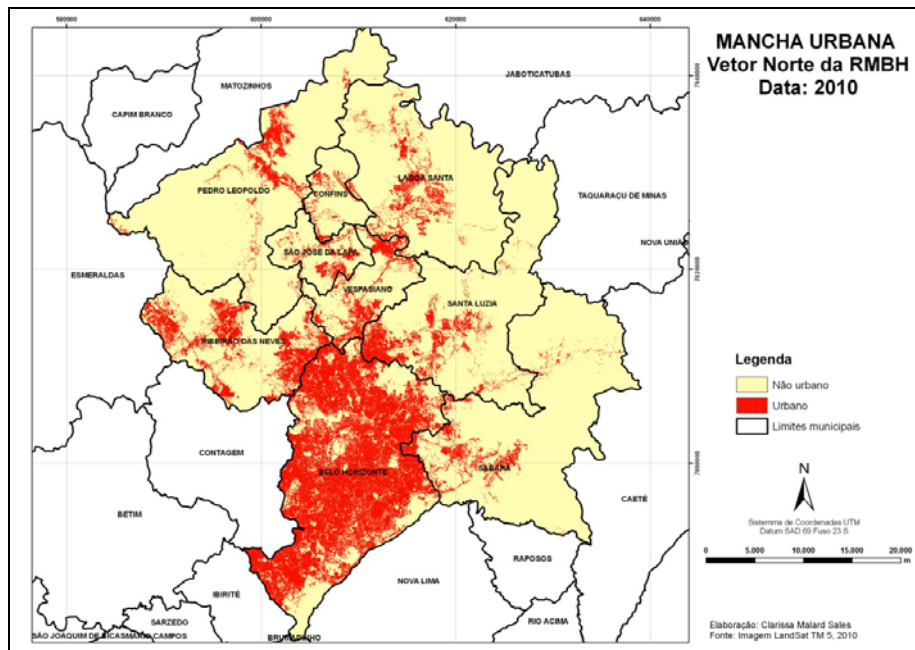 580000 600000 620000 640000
MANCHA URBANA
Vetor Norte da RMBH
Data: 2010
JABOTICATUBAS
MATOZINHOS
CAPIM BRANCO
PEDRO LEOPOLDO
CONFINS
LAGOA SANTA
TAQUARAÇU DE MINAS
NOVA UNIÃO
SÃO JOSÉ DA LAPA
ESMERALDAS
VESPASIANO
SANTA LUZIA
RIBEIRÃO DAS NEVES
CONTAGEM
BELO HORIZONTE
SABARÁ
CAETÉ
BETIM
RAPOSOS
IBIRITÉ
NOVA LIMA
SARZEDO
RIO ACIMA
SÃO JOAQUIM DE BICAS
MÁRIO CAMPOS
BRUMADINHO
7840000
7820000
7800000
Legenda
Não urbano
Urbano
Limites municipais
N
Sistemma de Coordenadas UTM
Datum SAD 69 Fuso 23 S
0 5.000 10.000 15.000 20.000
m
Elaboração: Clarissa Malard Sales
Fonte: Imagem LandSat TM 5, 2010